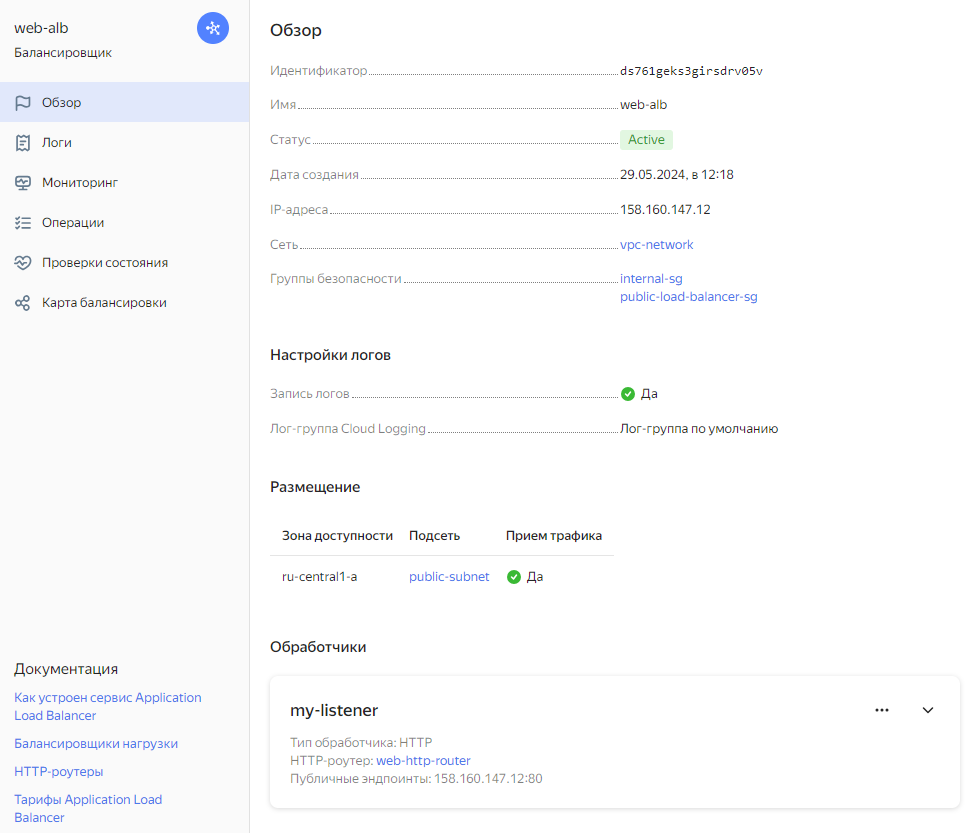 web-alb
Балансировщик
Обзор
Логи
Мониторинг
Операции
Проверки состояния
Карта балансировки
Документация
Как устроен сервис Application
Load Balancer
Балансировщики нагрузки
HTTP-роутеры
Тарифы Application Load
Balancer
Обзор
Идентификатор ds761geks3girsdrv05v
Имя web-alb
Статус Active
Дата создания 29.05.2024, в 12:18
IP-адреса 158.160.147.12
Сеть vpc-network
Группы безопасности internal-sg
public-load-balancer-sg
Настройки логов
Запись логов Да
Лог-группа Cloud Logging Лог-группа по умолчанию
Размещение
Зона доступности Подсеть Прием трафика
ru-central1-a public-subnet Да
Обработчики
my-listener
Тип обработчика: HTTP
HTTP-роутер: web-http-router
Публичные эндпоинты: 158.160.147.12:80